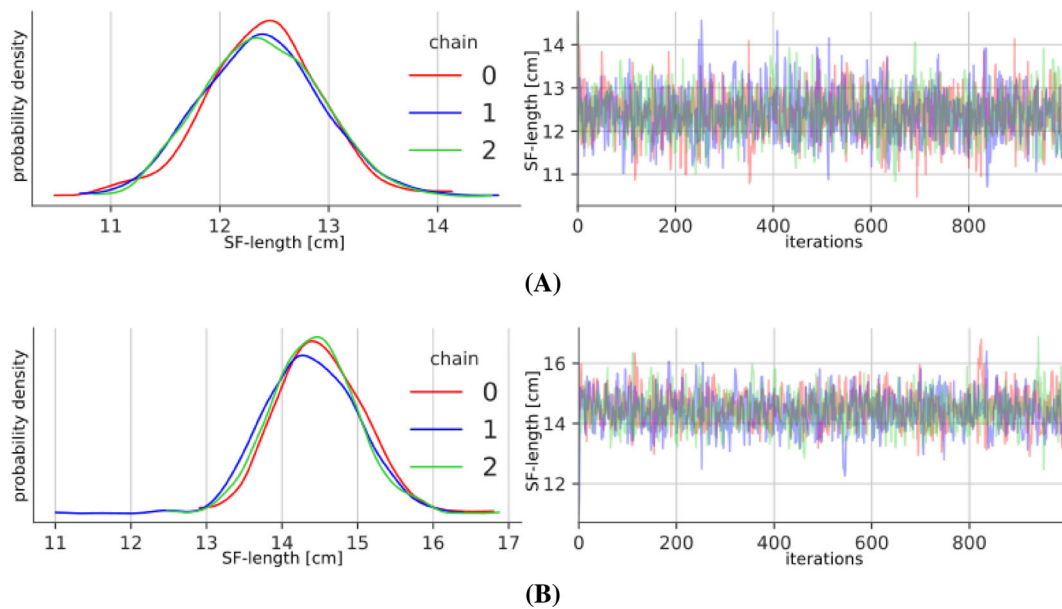 probability density
chain
0
1
2
11 12 13 14
SF-length [cm]
SF-length [cm]
14
13
12
11
0 200 400 600 800
iterations
(A)
probability density
chain
0
1
2
11 12 13 14 15 16 17
SF-length [cm]
SF-length [cm]
16
14
12
0 200 400 600 800
iterations
(B)